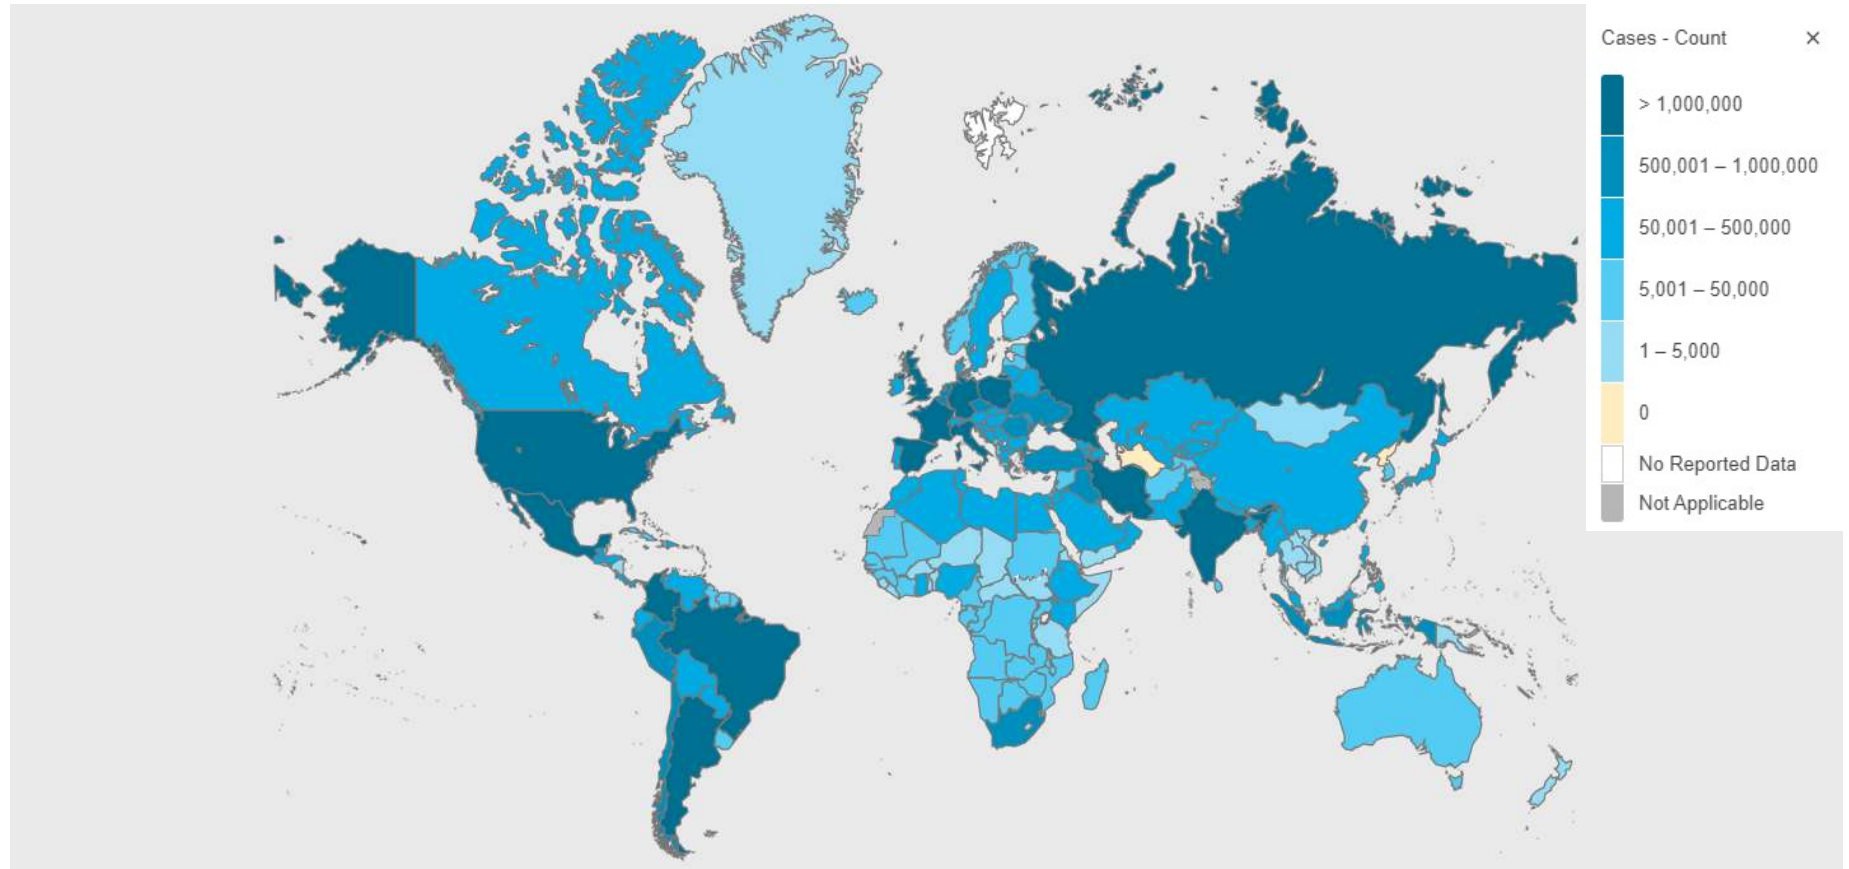 Cases - Count ×
> 1,000,000
500,001 – 1,000,000
50,001 – 500,000
5,001 – 50,000
1 – 5,000
0
No Reported Data
Not Applicable